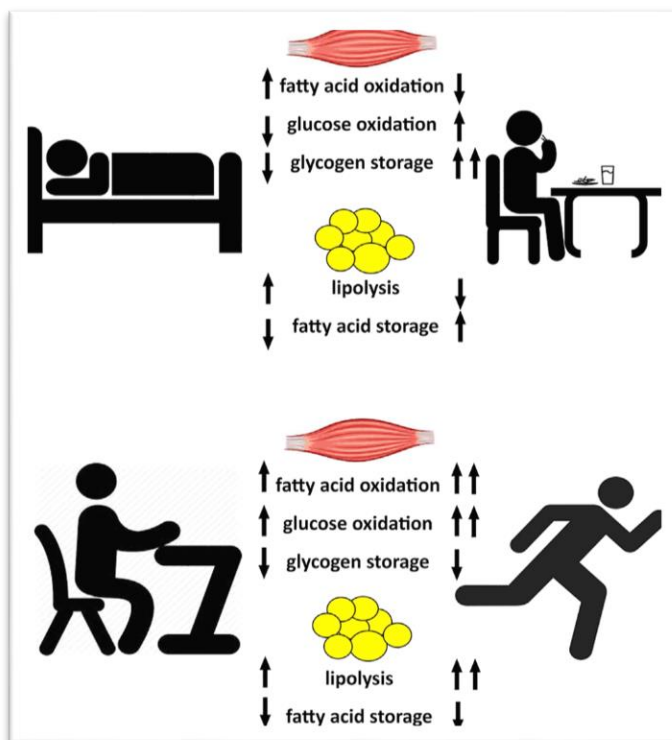 ↑ fatty acid oxidation ↓
↓ glucose oxidation ↑
↓ glycogen storage ↑↑
↑ lipolysis ↓
↓ fatty acid storage ↑
↑ fatty acid oxidation ↑↑
↑ glucose oxidation ↑↑
↓ glycogen storage ↓
↑ lipolysis ↑↑
↓ fatty acid storage ↓